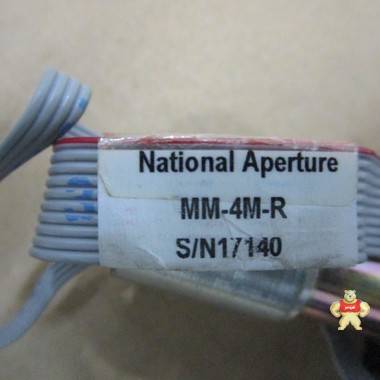 National Aperture
MM-4M-R
S/N17140